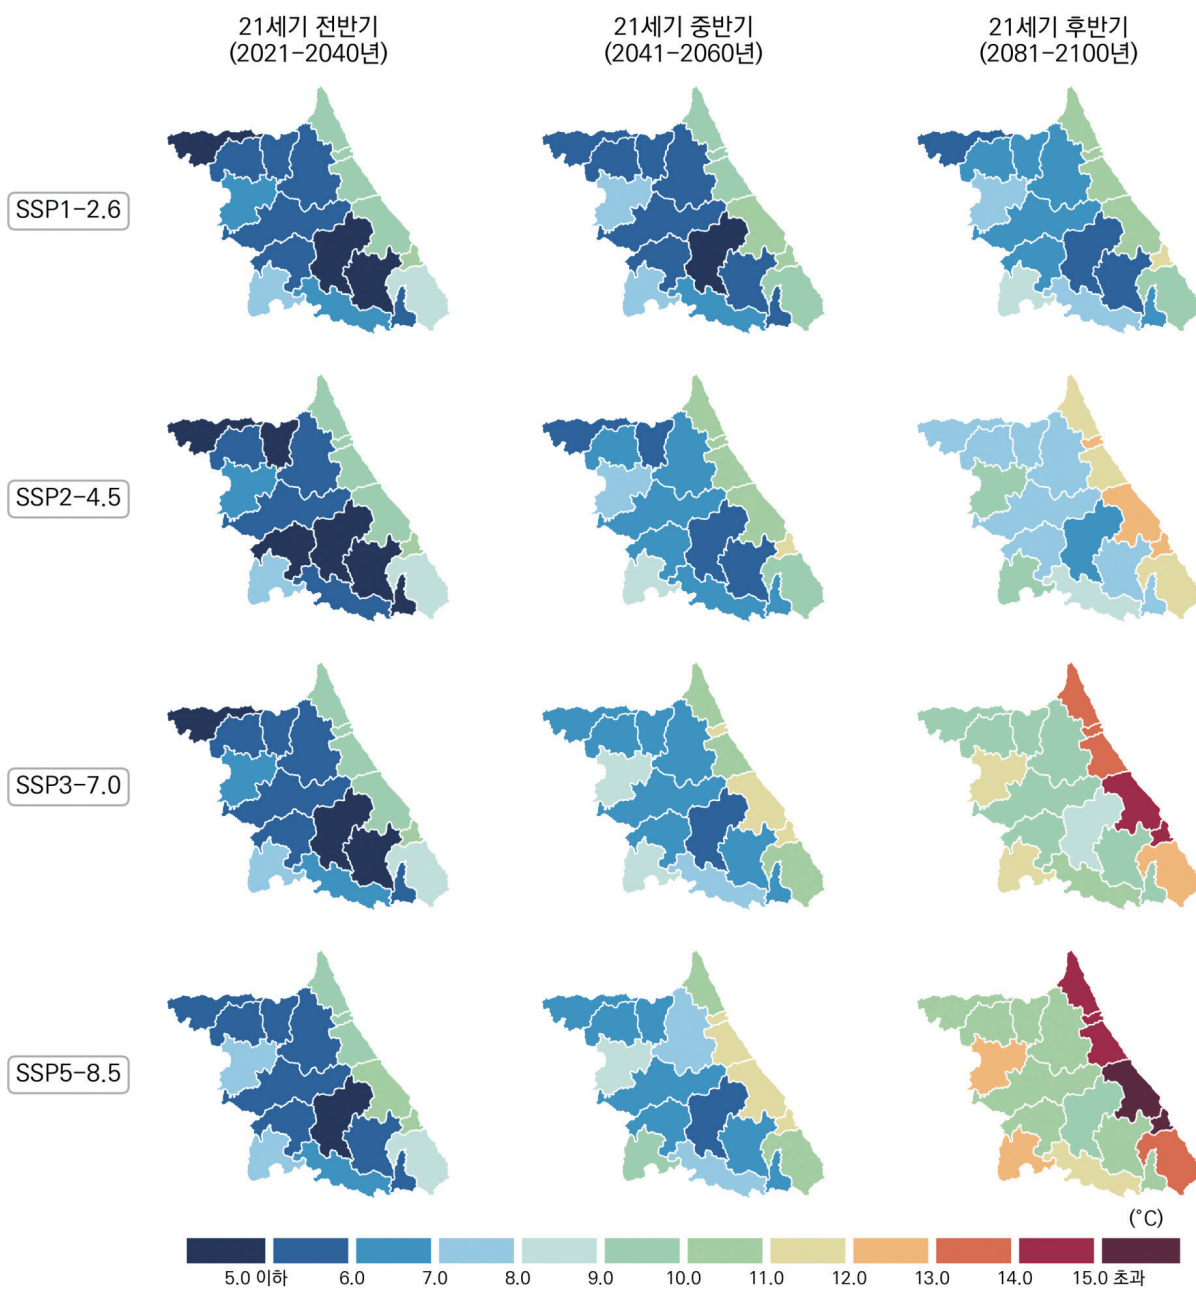 21세기 전반기
(2021-2040년)
21세기 중반기
(2041-2060년)
21세기 후반기
(2081-2100년)
SSP1-2.6
SSP2-4.5
SSP3-7.0
SSP5-8.5
(°C)
5.0 이하 6.0 7.0 8.0 9.0 10.0 11.0 12.0 13.0 14.0 15.0 초과